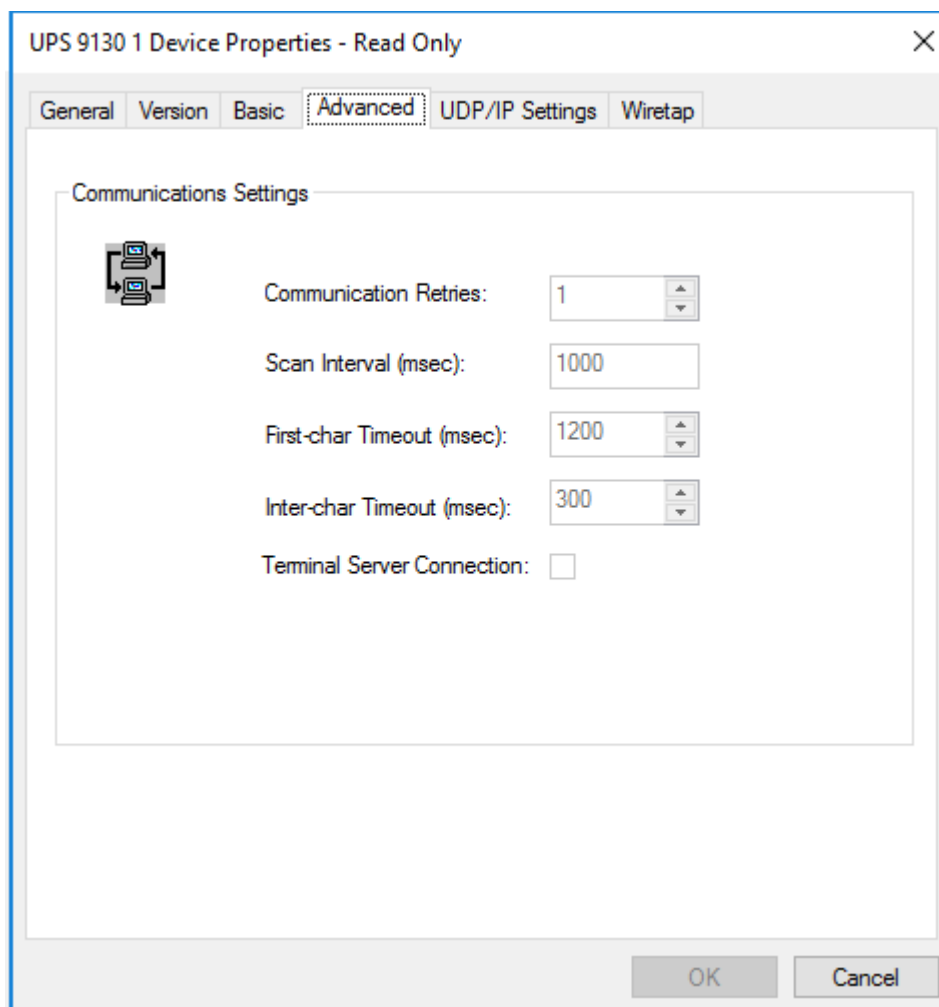 UPS 9130 1 Device Properties - Read Only
General Version Basic Advanced UDP/IP Settings Wiretap
Communications Settings
Communication Retries: 1
Scan Interval (msec): 1000
First-char Timeout (msec): 1200
Inter-char Timeout (msec): 300
Terminal Server Connection:
OK Cancel